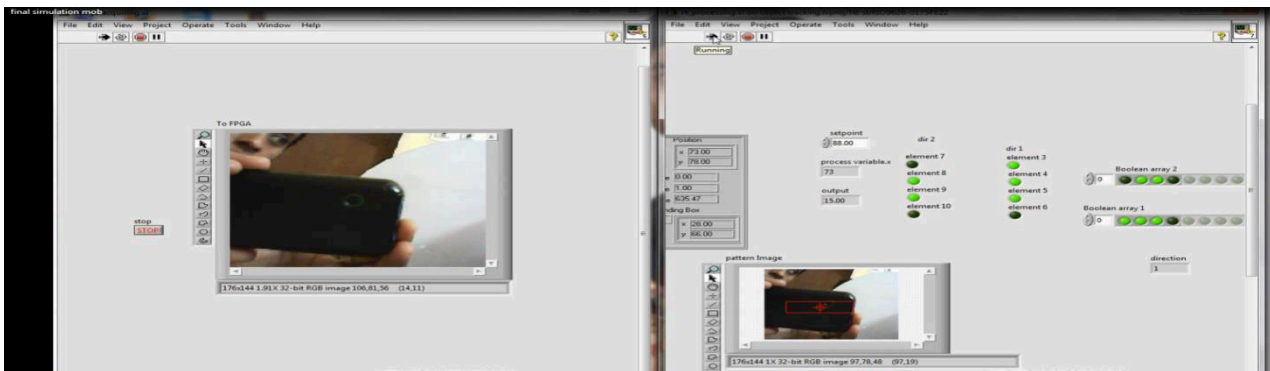 final simulation mob
File Edit View Project Operate Tools Window Help
To FPGA
stop
STOP
176x144 1.91X 32-bit RGB image 106,81,56 (14,11)
File Edit View Project Operate Tools Window Help
Running
Position
x 73.00
y 78.00
0.00
1.00
635.47
nding Box
x 28.00
y 66.00
setpoint
88.00
process variable.x
73
output
15.00
dir 2
element 7
element 8
element 9
element 10
dir 1
element 3
element 4
element 5
element 6
Boolean array 2
0
Boolean array 1
0
direction
1
pattern Image
176x144 1X 32-bit RGB image 97,78,48 (97,19)